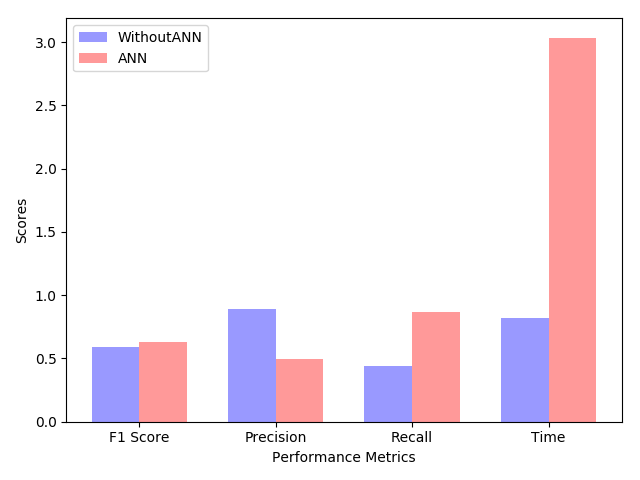 WithoutANN
ANN
3.0
2.5
2.0
1.5
1.0
0.5
0.0
Scores
F1 Score Precision Recall Time
Performance Metrics